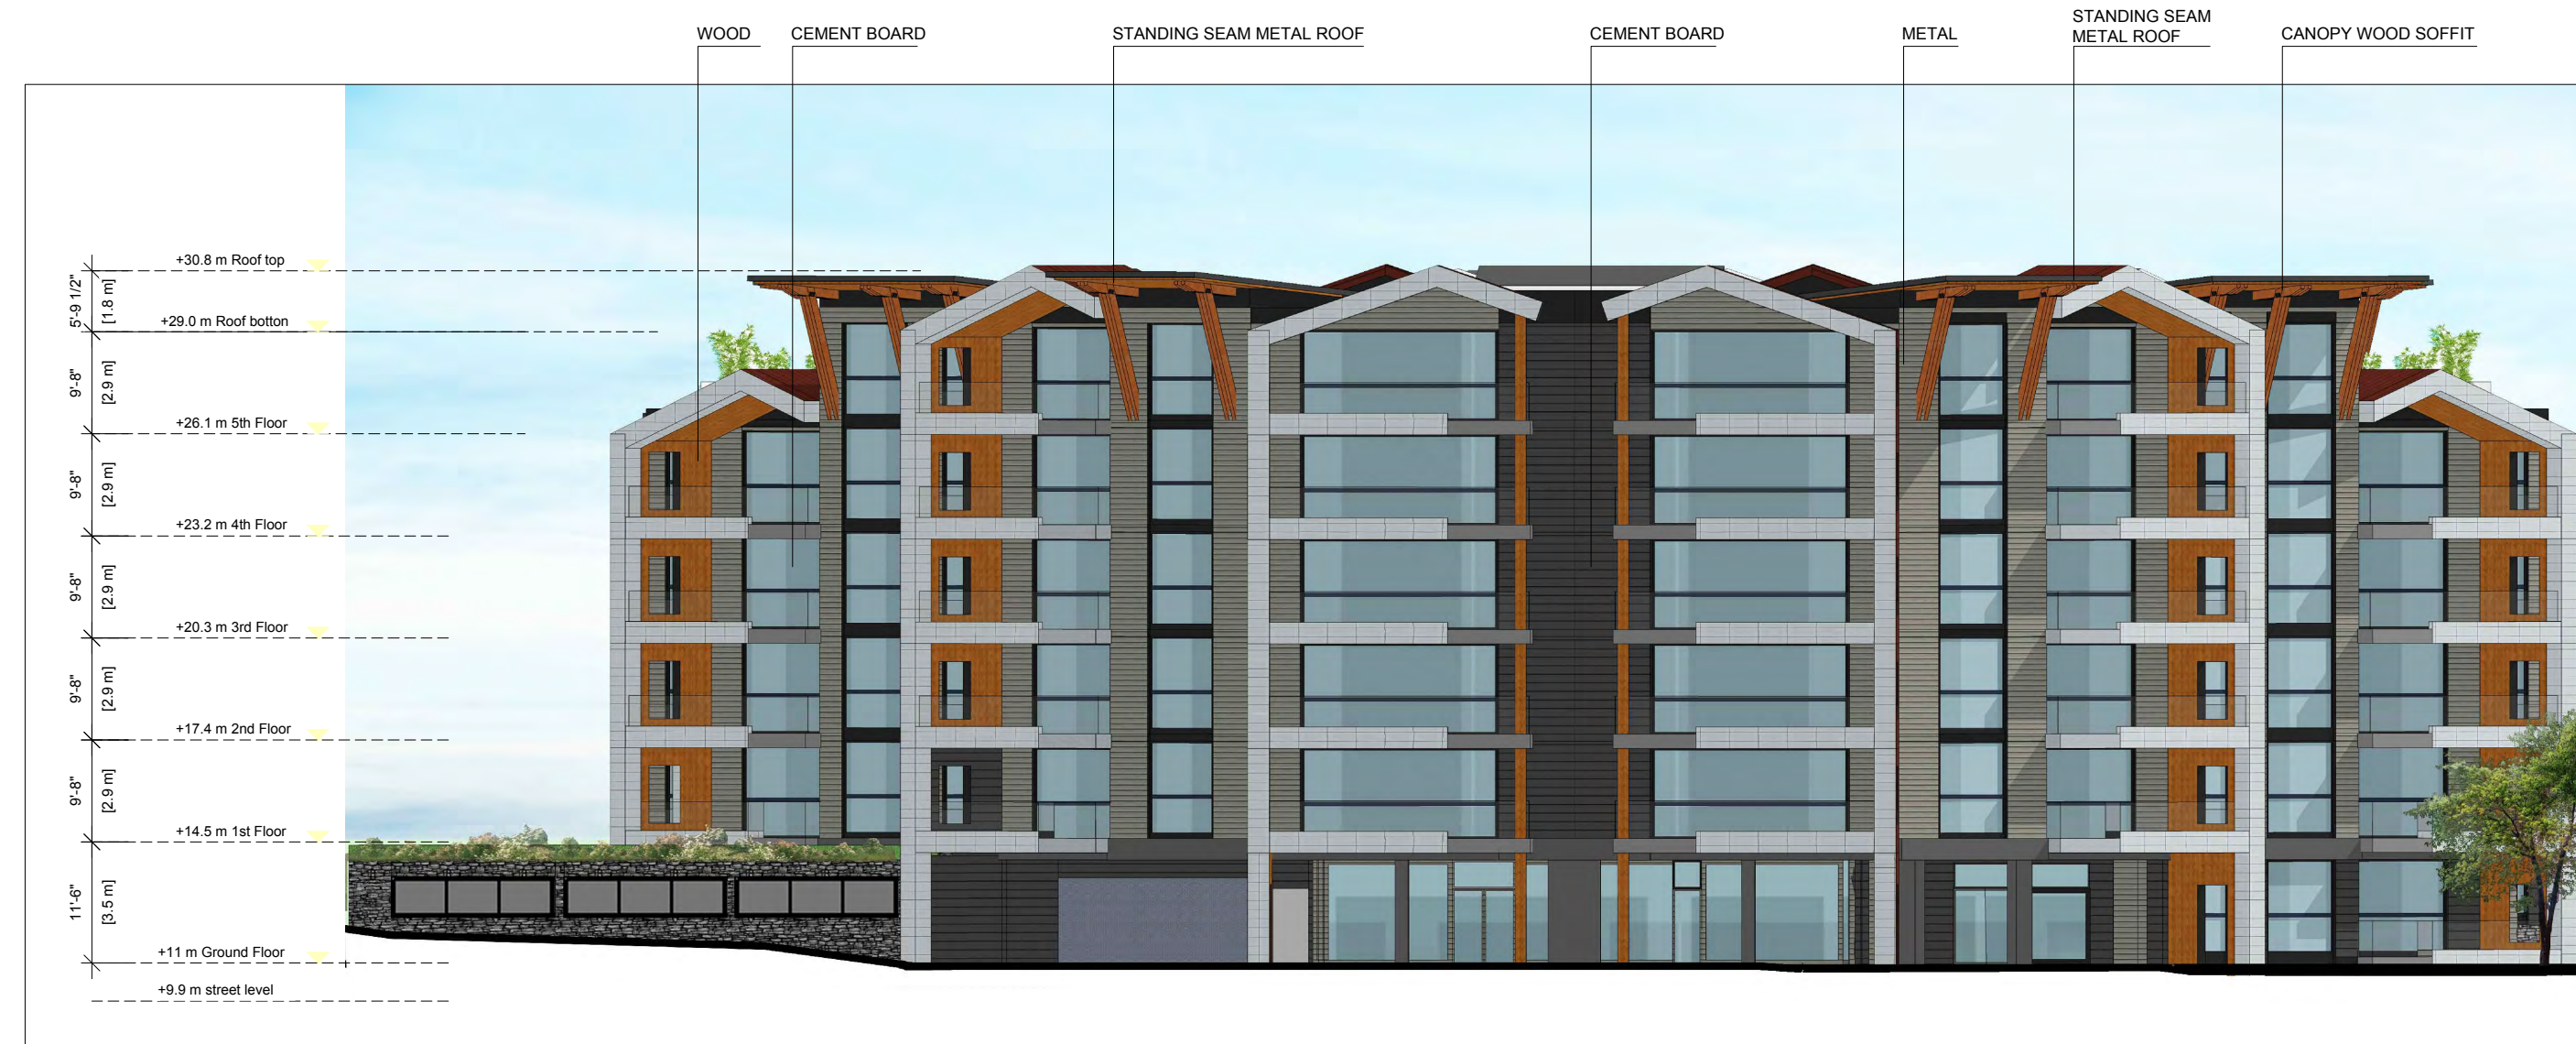 WOOD
CEMENT BOARD
STANDING SEAM METAL ROOF
CEMENT BOARD
METAL
STANDING SEAM
METAL ROOF
CANOPY WOOD SOFFIT
+30.8 m Roof top
5'-9 1/2"
[1.8 m]
+29.0 m Roof botton
9'-8"
[2.9 m]
+26.1 m 5th Floor
9'-8"
[2.9 m]
+23.2 m 4th Floor
9'-8"
[2.9 m]
+20.3 m 3rd Floor
9'-8"
[2.9 m]
+17.4 m 2nd Floor
9'-8"
[2.9 m]
+14.5 m 1st Floor
11'-6"
[3.5 m]
+11 m Ground Floor
+9.9 m street level